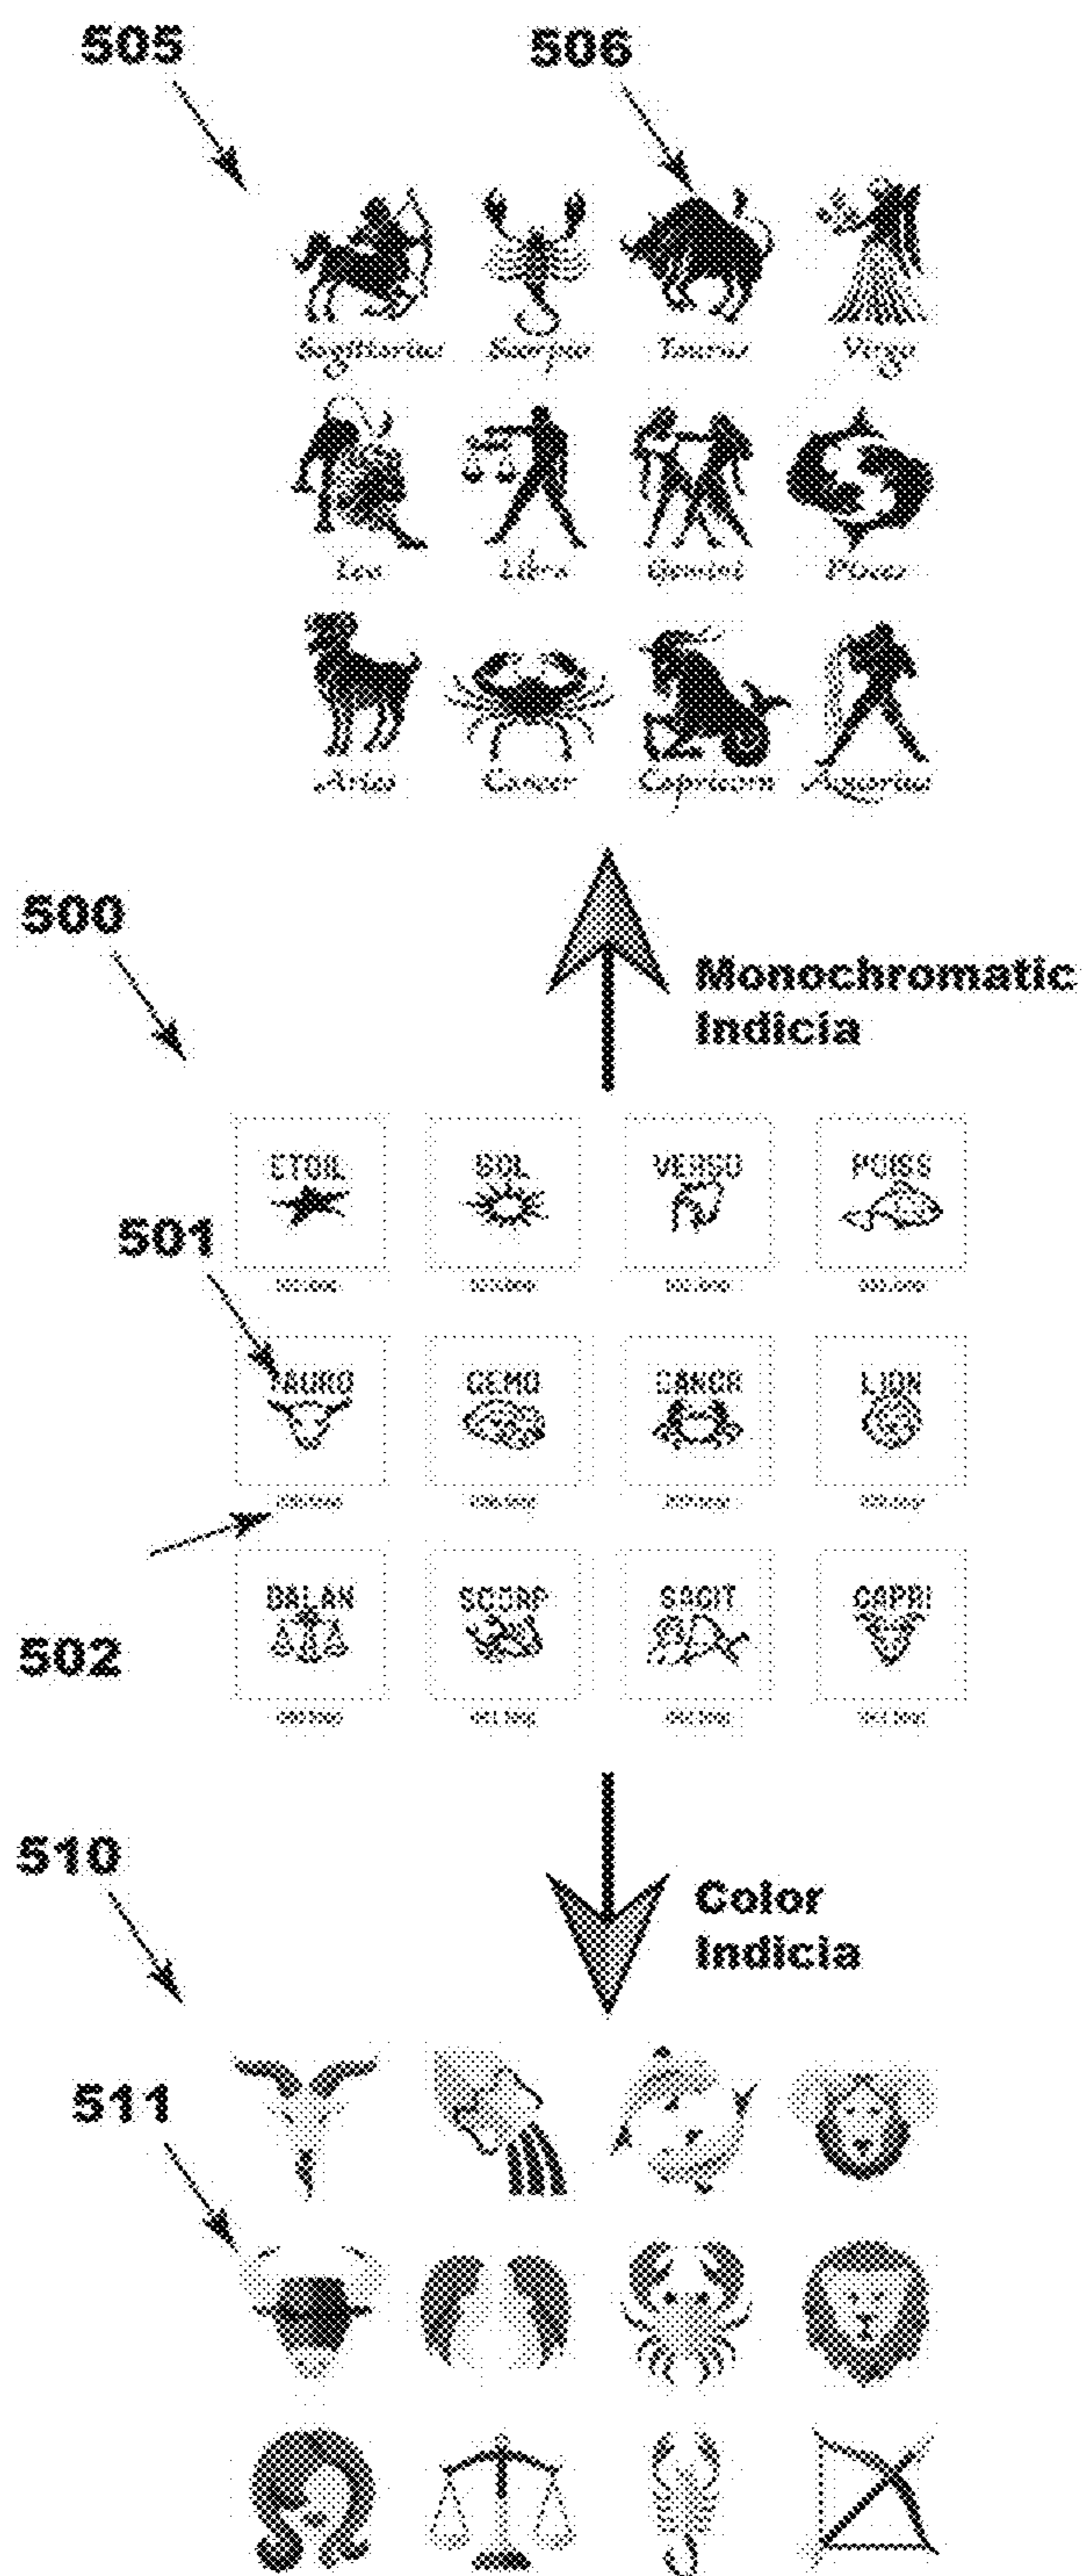 505 506
Sagittarius Scorpio Taurus Virgo
Leo Libra Gemini Pisces
Aries Cancer Capricorn Aquarius
500
Monochromatic
Indicia
ETOIL SOL VERSU POISS
501
TAURO GEMO CANCR LION
502
BALAN SCORP SAGIT CAPRI
510
Color
Indicia
511